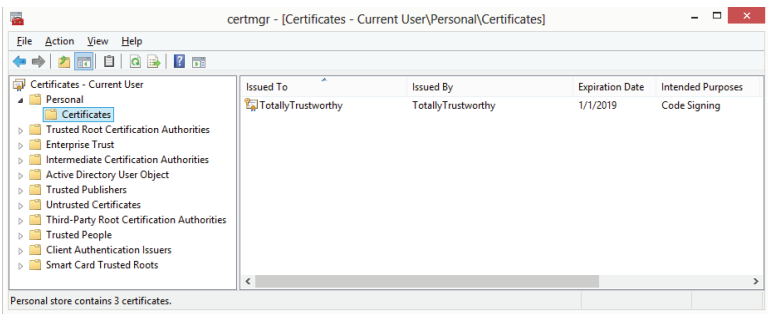 certmgr - [Certificates - Current User\Personal\Certificates]
File Action View Help
Certificates - Current User
Personal
Certificates
Trusted Root Certification Authorities
Enterprise Trust
Intermediate Certification Authorities
Active Directory User Object
Trusted Publishers
Untrusted Certificates
Third-Party Root Certification Authorities
Trusted People
Client Authentication Issuers
Smart Card Trusted Roots
Issued To Issued By Expiration Date Intended Purposes
TotallyTrustworthy TotallyTrustworthy 1/1/2019 Code Signing
Personal store contains 3 certificates.